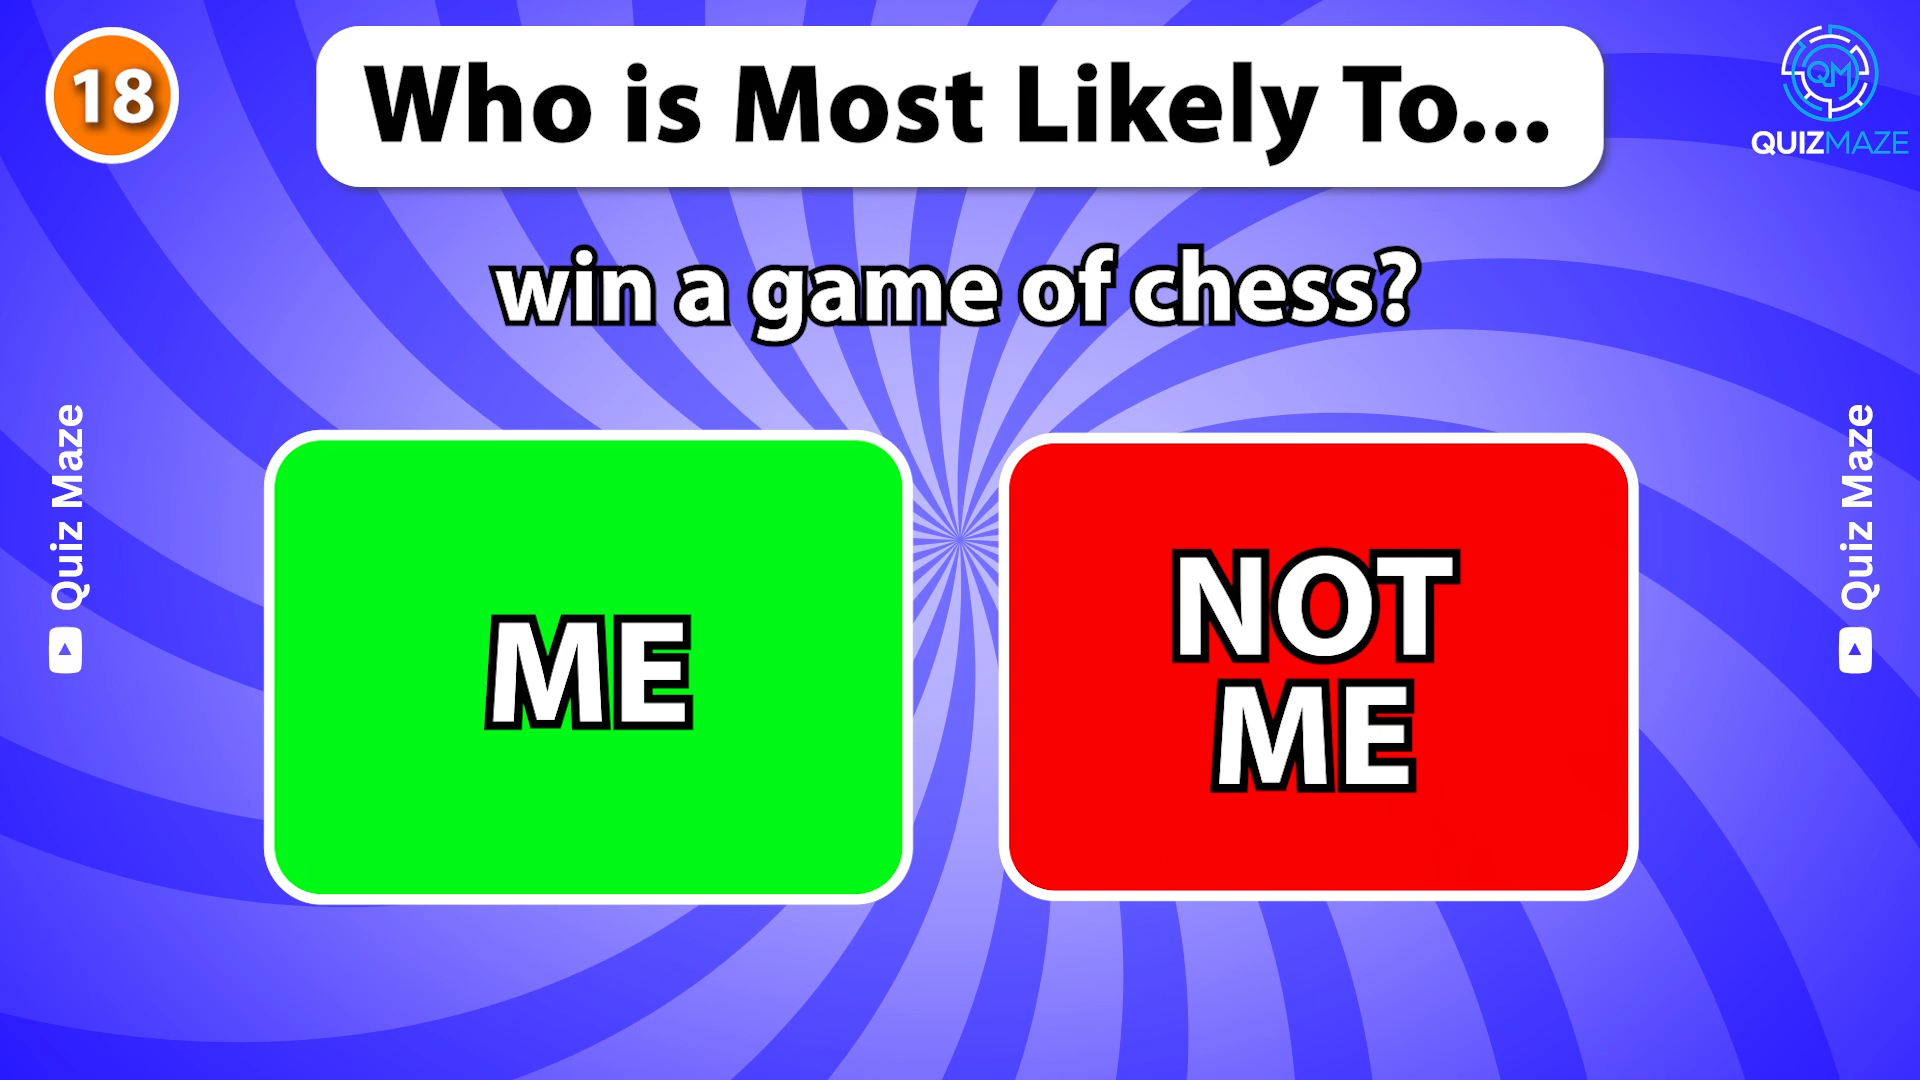 18
Who is Most Likely To...
QM
QUIZMAZE
win a game of chess?
Quiz Maze
ME
NOT
ME
Quiz Maze